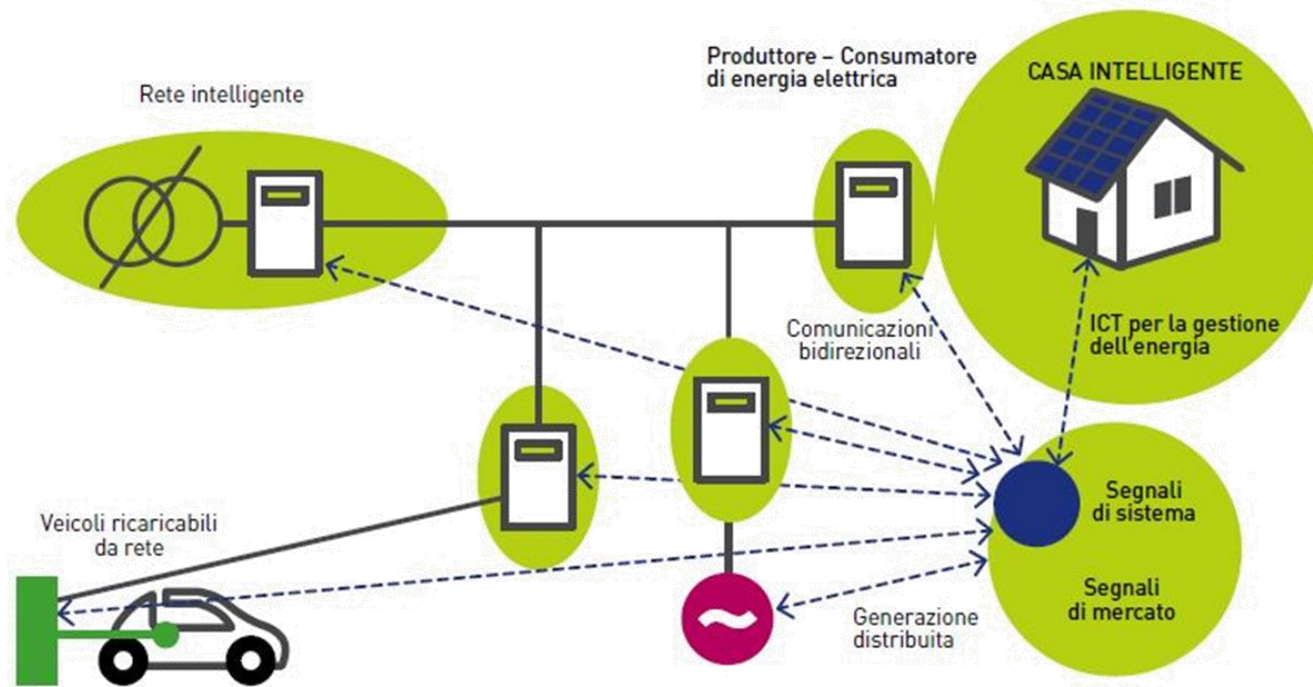 Rete intelligente
Produttore – Consumatore
di energia elettrica
CASA INTELLIGENTE
Comunicazioni
bidirezionali
ICT per la gestione
dell'energia
Veicoli ricaricabili
da rete
Segnali
di sistema
Segnali
di mercato
Generazione
distribuita